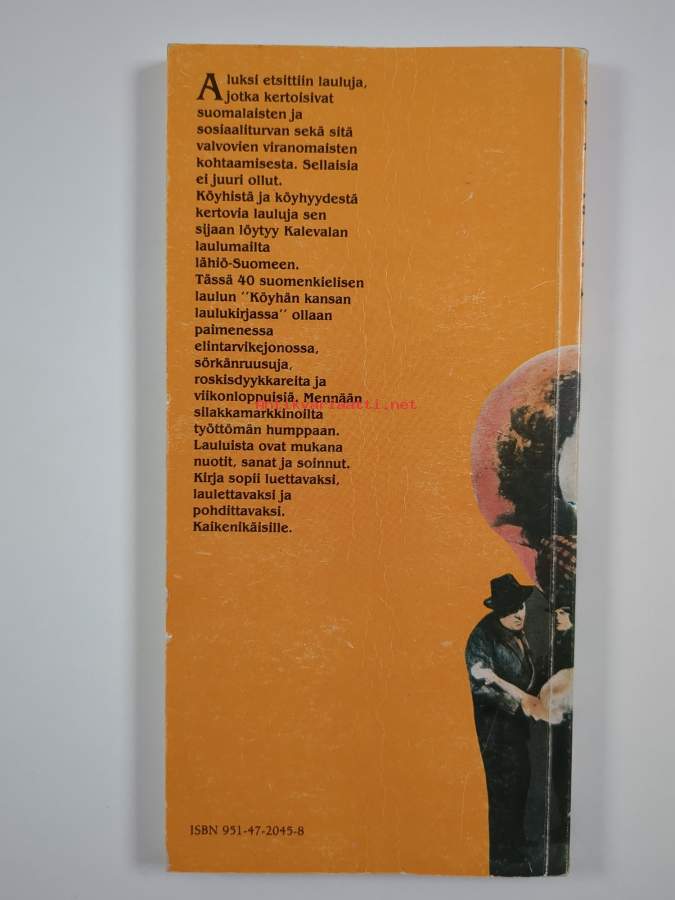 Aluksi etsittiin lauluja,
jotka kertoisivat
suomalaisten ja
sosiaaliturvan sekä sitä
valvovien viranomaisten
kohtaamisesta. Sellaisia
ei juuri ollut.
Köyhistä ja köyhyydestä
kertovia lauluja sen
sijaan löytyy Kalevalan
laulumailta
lähiö-Suomeen.
Tässä 40 suomenkielisen
laulun "Köyhän kansan
laulukirjassa" ollaan
paimenessa
elintarvikejonossa,
sörkänruusuja,
roskisdyykkareita ja
viikonloppuisiä. Mennään
silakkamarkkinoilta
työttömän humppaan.
Lauluista ovat mukana
nuotit, sanat ja soinnut.
Kirja sopii luettavaksi,
laulettavaksi ja
pohdittavaksi.
Kaikenikäisille.
Antikvariaatti.net
ISBN 951-47-2045-8